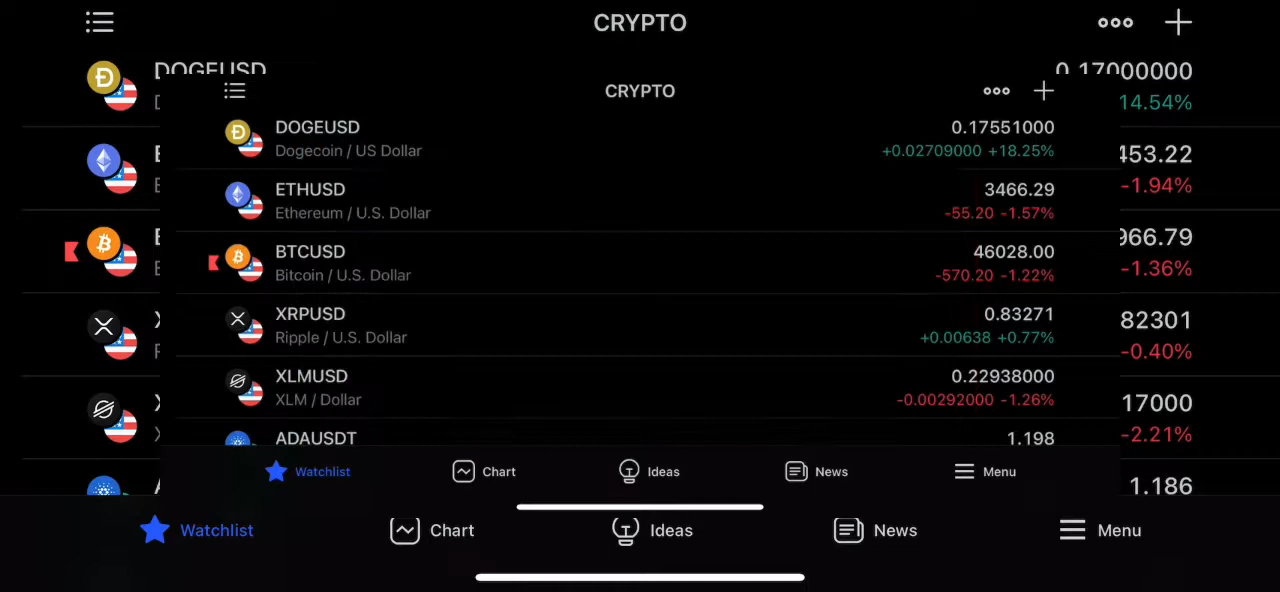 CRYPTO
DOGEUSD
0.17000000
14.54%
CRYPTO
DOGEUSD
0.17551000
Dogecoin / US Dollar
+0.02709000 +18.25%
453.22
-1.94%
ETHUSD
3466.29
Ethereum / U.S. Dollar
-55.20 -1.57%
966.79
-1.36%
BTCUSD
46028.00
Bitcoin / U.S. Dollar
-570.20 -1.22%
82301
-0.40%
XRPUSD
0.83271
Ripple / U.S. Dollar
+0.00638 +0.77%
17000
-2.21%
XLMUSD
0.22938000
XLM / Dollar
-0.00292000 -1.26%
ADAUSDT
1.198
1.186
Watchlist
Chart
Ideas
News
Menu
Watchlist
Chart
Ideas
News
Menu